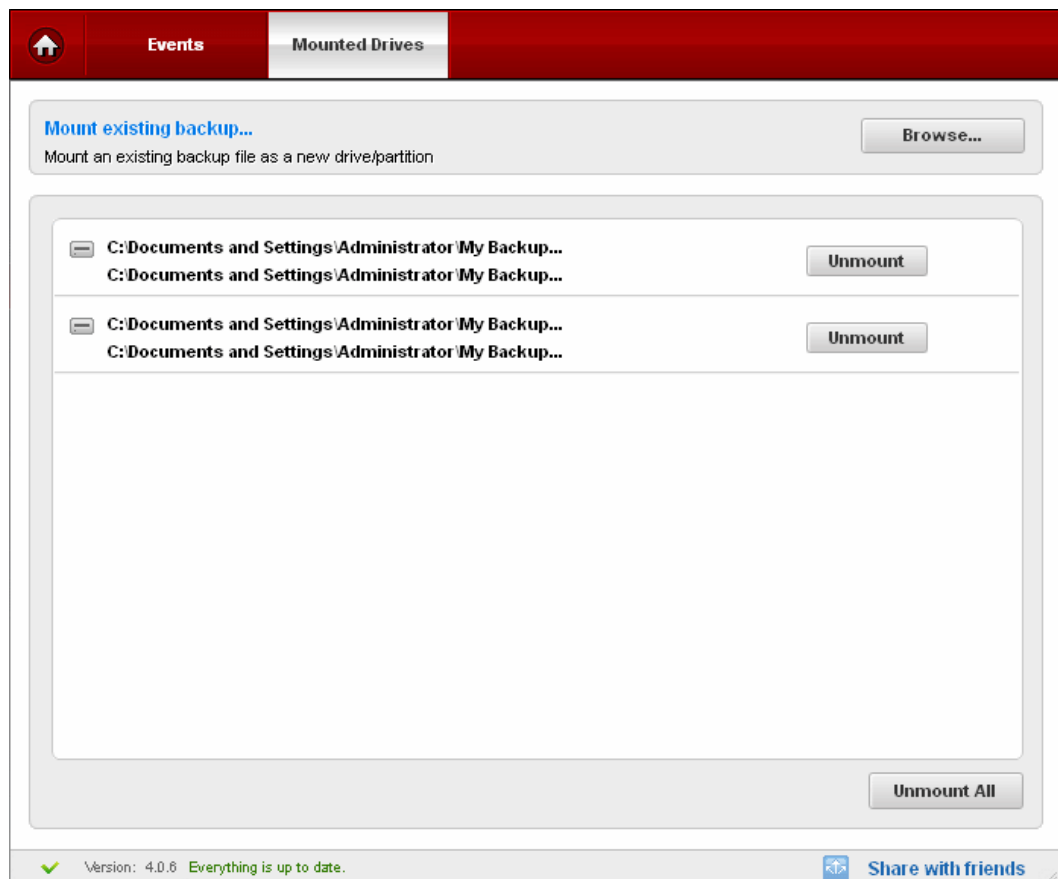 Events
Mounted Drives
Mount existing backup...
Browse...
Mount an existing backup file as a new drive/partition
C:\Documents and Settings\Administrator\My Backup...
C:\Documents and Settings\Administrator\My Backup...
Unmount
C:\Documents and Settings\Administrator\My Backup...
C:\Documents and Settings\Administrator\My Backup...
Unmount
Unmount All
Version: 4.0.6 Everything is up to date.
Share with friends